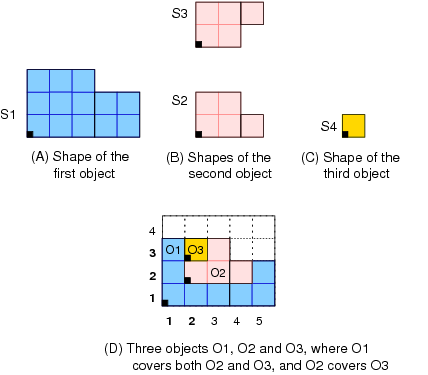 S3
S1
S2
S4
(A) Shape of the
first object
(B) Shapes of the
second object
(C) Shape of the
third object
4
3
2
1
O1
O3
O2
1 2 3 4 5
(D) Three objects O1, O2 and O3, where O1
covers both O2 and O3, and O2 covers O3